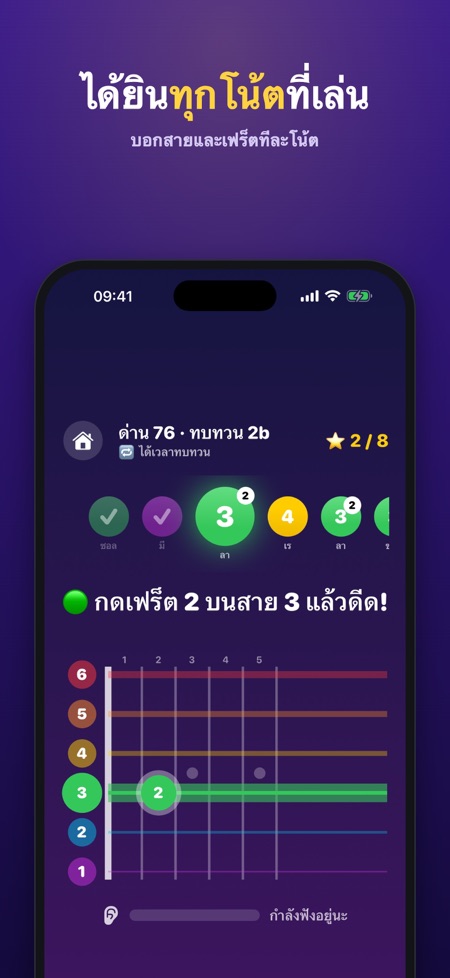 ได้ยินทุกโน้ตที่เล่น
บอกสายและเฟร็ตทีละโน้ต
09:41
ด่าน 76 · ทบทวน 2b
ได้เวลาทบทวน
2 / 8
3 2 4 3 2
ซอล มี ลา เร ลา
กดเฟร็ต 2 บนสาย 3 แล้วดีด!
1 2 3 4 5
6
5
4
3 2
2
1
กำลังฟังอยู่นะ